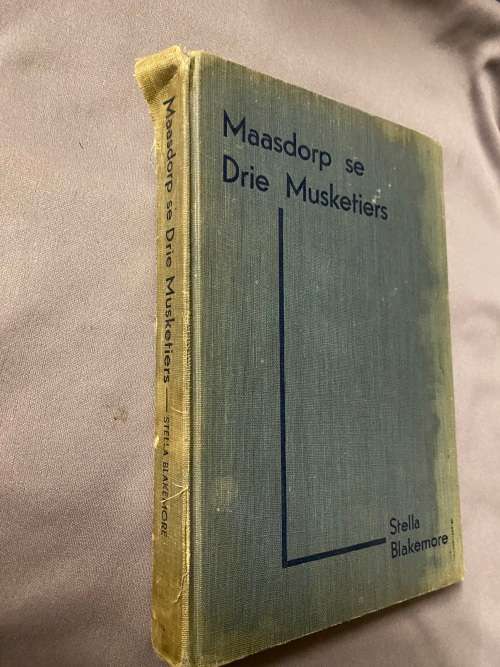 Maasdorp se
Drie Musketiers
Stella
Blakemore
Maasdorp se Drie Musketiers — STELLA BLAKEMORE